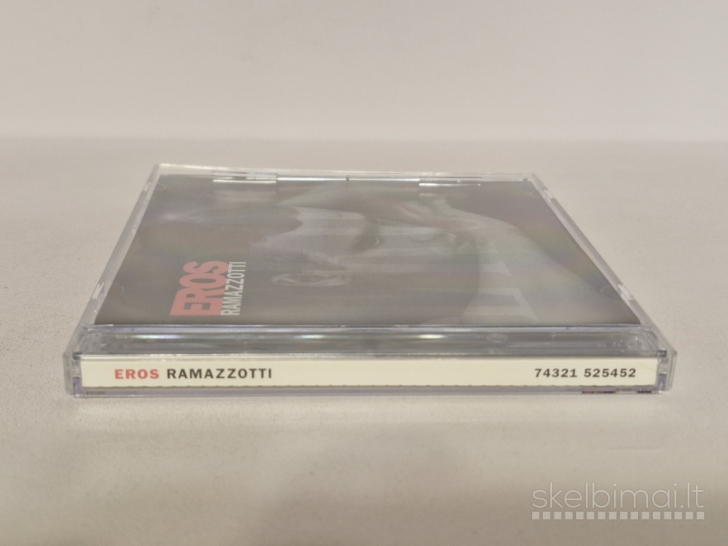 EROS
RAMAZZOTTI
EROS RAMAZZOTTI 74321 525452
skelbimai.lt